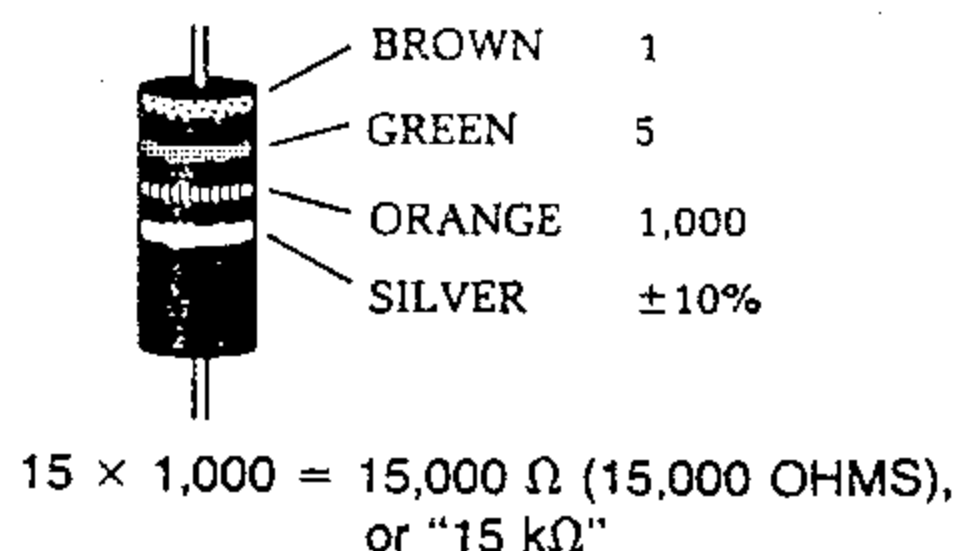 BROWN 1
GREEN 5
ORANGE 1,000
SILVER ±10%
15 × 1,000 = 15,000 Ω (15,000 OHMS),
or “15 kΩ”